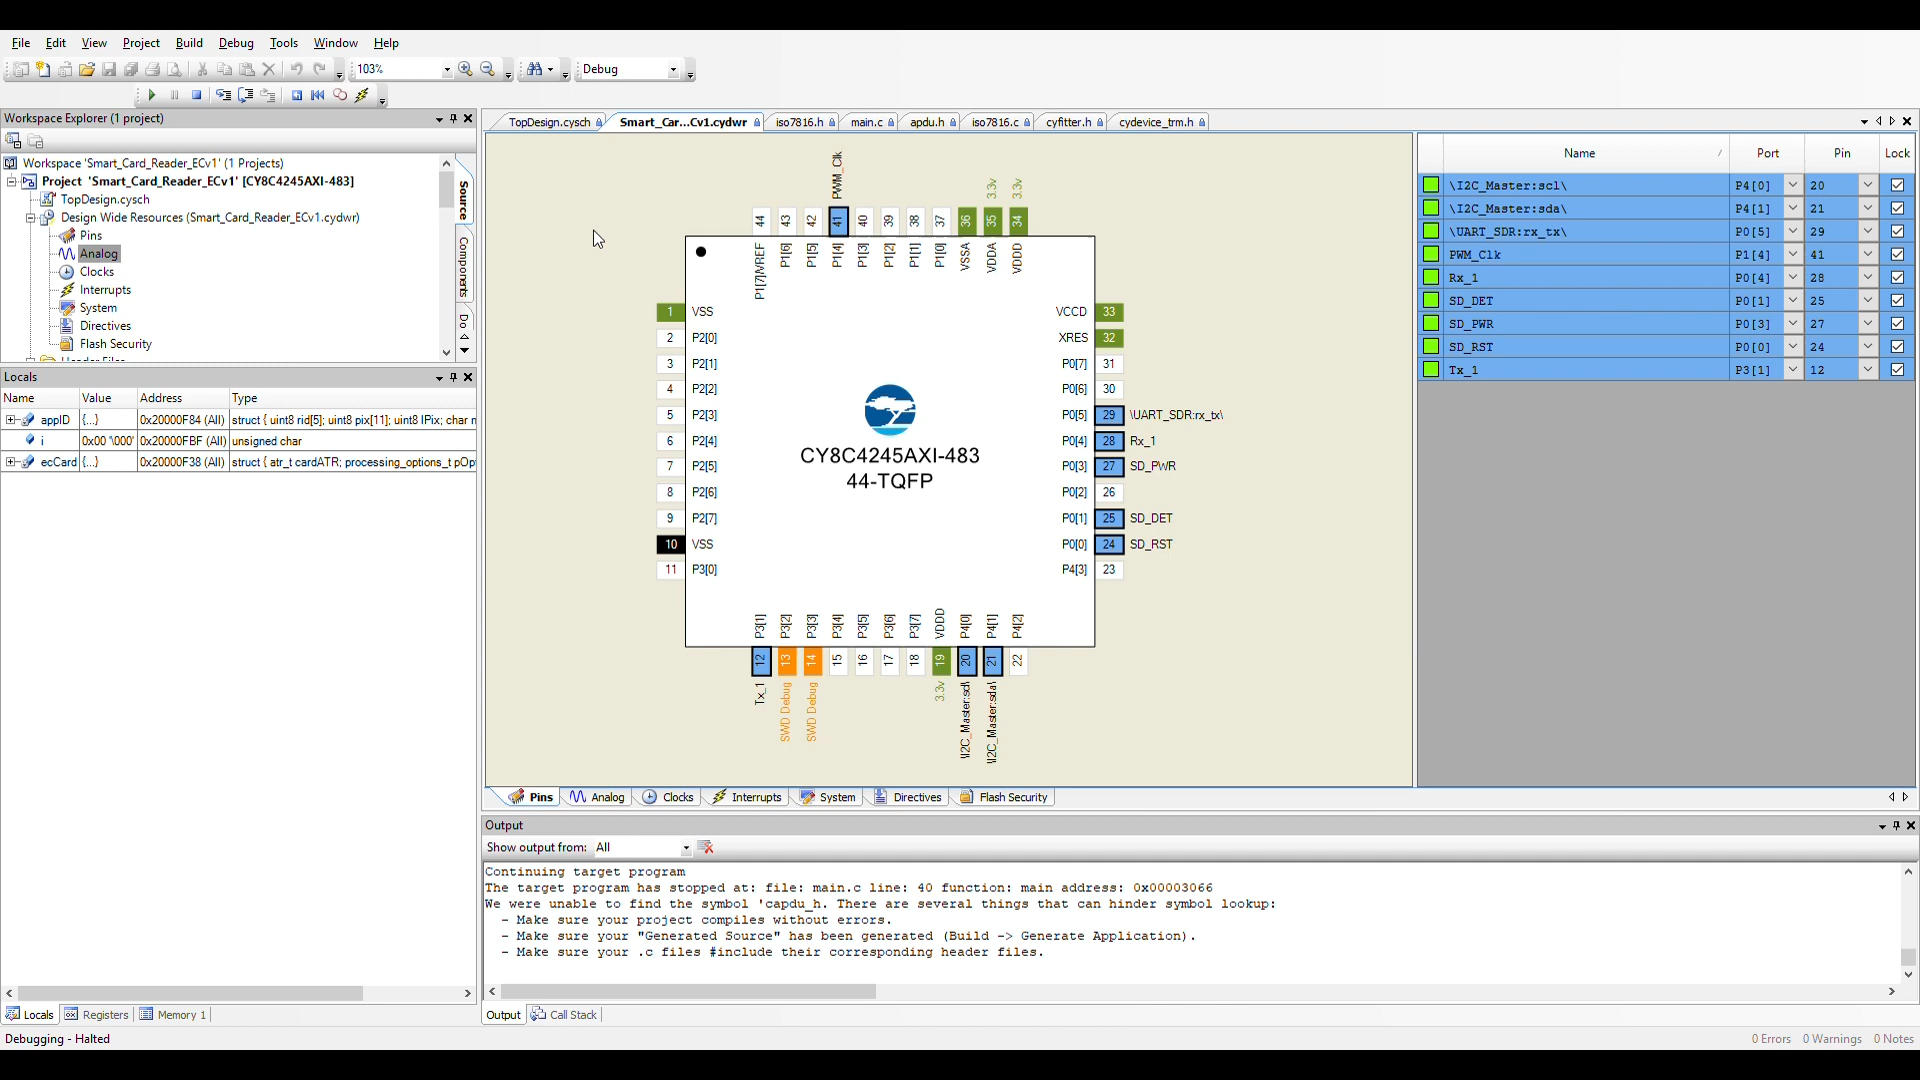 File Edit View Project Build Debug Tools Window Help
103% Debug
Workspace Explorer (1 project)
Workspace 'Smart_Card_Reader_ECv1' (1 Projects)
Project 'Smart_Card_Reader_ECv1' [CY8C4245AXI-483]
TopDesign.cysch
Design Wide Resources (Smart_Card_Reader_ECv1.cydwr)
Pins
Analog
Clocks
Interrupts
System
Directives
Flash Security
Source
Components
Locals
Name Value Address Type
appID {...} 0x20000F84 (All) struct { uint8 rid[5]; uint8 pix[11]; uint8 lPix; char n
i 0x00 '\000' 0x20000FBF (All) unsigned char
ecCard {...} 0x20000F38 (All) struct { atr_t cardATR; processing_options_t pOp
Locals Registers Memory 1
TopDesign.cysch Smart_Car...Cv1.cydwr iso7816.h main.c apdu.h iso7816.c cyfitter.h cydevice_trm.h
PWM_Clk 3.3v 3.3v
44 43 42 41 40 39 38 37 36 35 34
P1[7]/VREF P1[6] P1[5] P1[4] P1[3] P1[2] P1[1] P1[0] VSSA VDDA VDDD
1 VSS VCCD 33
2 P2[0] XRES 32
3 P2[1] P0[7] 31
4 P2[2] P0[6] 30
5 P2[3] P0[5] 29 \UART_SDR:rx_tx\
6 P2[4] P0[4] 28 Rx_1
7 P2[5] P0[3] 27 SD_PWR
8 P2[6] P0[2] 26
9 P2[7] P0[1] 25 SD_DET
10 VSS P0[0] 24 SD_RST
11 P3[0] P4[3] 23
CY8C4245AXI-483
44-TQFP
P3[1] P3[2] P3[3] P3[4] P3[5] P3[6] P3[7] VDDD P4[0] P4[1] P4[2]
12 13 14 15 16 17 18 19 20 21 22
Tx_1 SWD Debug SWD Debug 3.3v \I2C_Master:scl\ \I2C_Master:sda\
Pins Analog Clocks Interrupts System Directives Flash Security
Name Port Pin Lock
\I2C_Master:scl\ P4[0] 20
\I2C_Master:sda\ P4[1] 21
\UART_SDR:rx_tx\ P0[5] 29
PWM_Clk P1[4] 41
Rx_1 P0[4] 28
SD_DET P0[1] 25
SD_PWR P0[3] 27
SD_RST P0[0] 24
Tx_1 P3[1] 12
Output
Show output from: All
Continuing target program
The target program has stopped at: file: main.c line: 40 function: main address: 0x00003066
We were unable to find the symbol 'capdu_h. There are several things that can hinder symbol lookup:
- Make sure your project compiles without errors.
- Make sure your "Generated Source" has been generated (Build -> Generate Application).
- Make sure your .c files #include their corresponding header files.
Output Call Stack
Debugging - Halted 0 Errors 0 Warnings 0 Notes